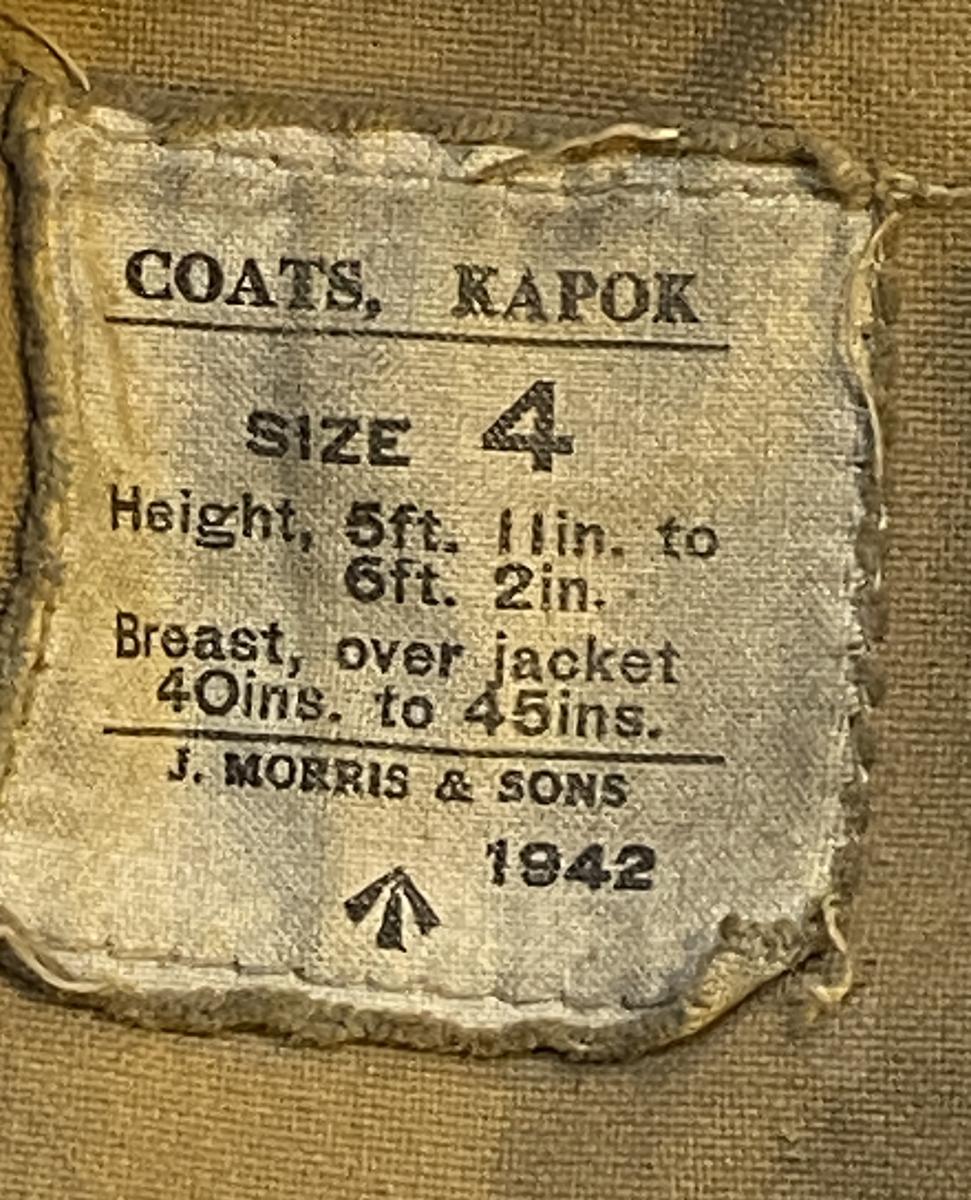 COATS, KAPOK
SIZE 4
Height, 5ft. 11in. to
6ft. 2in.
Breast, over jacket
40ins. to 45ins.
J. MORRIS & SONS
1942